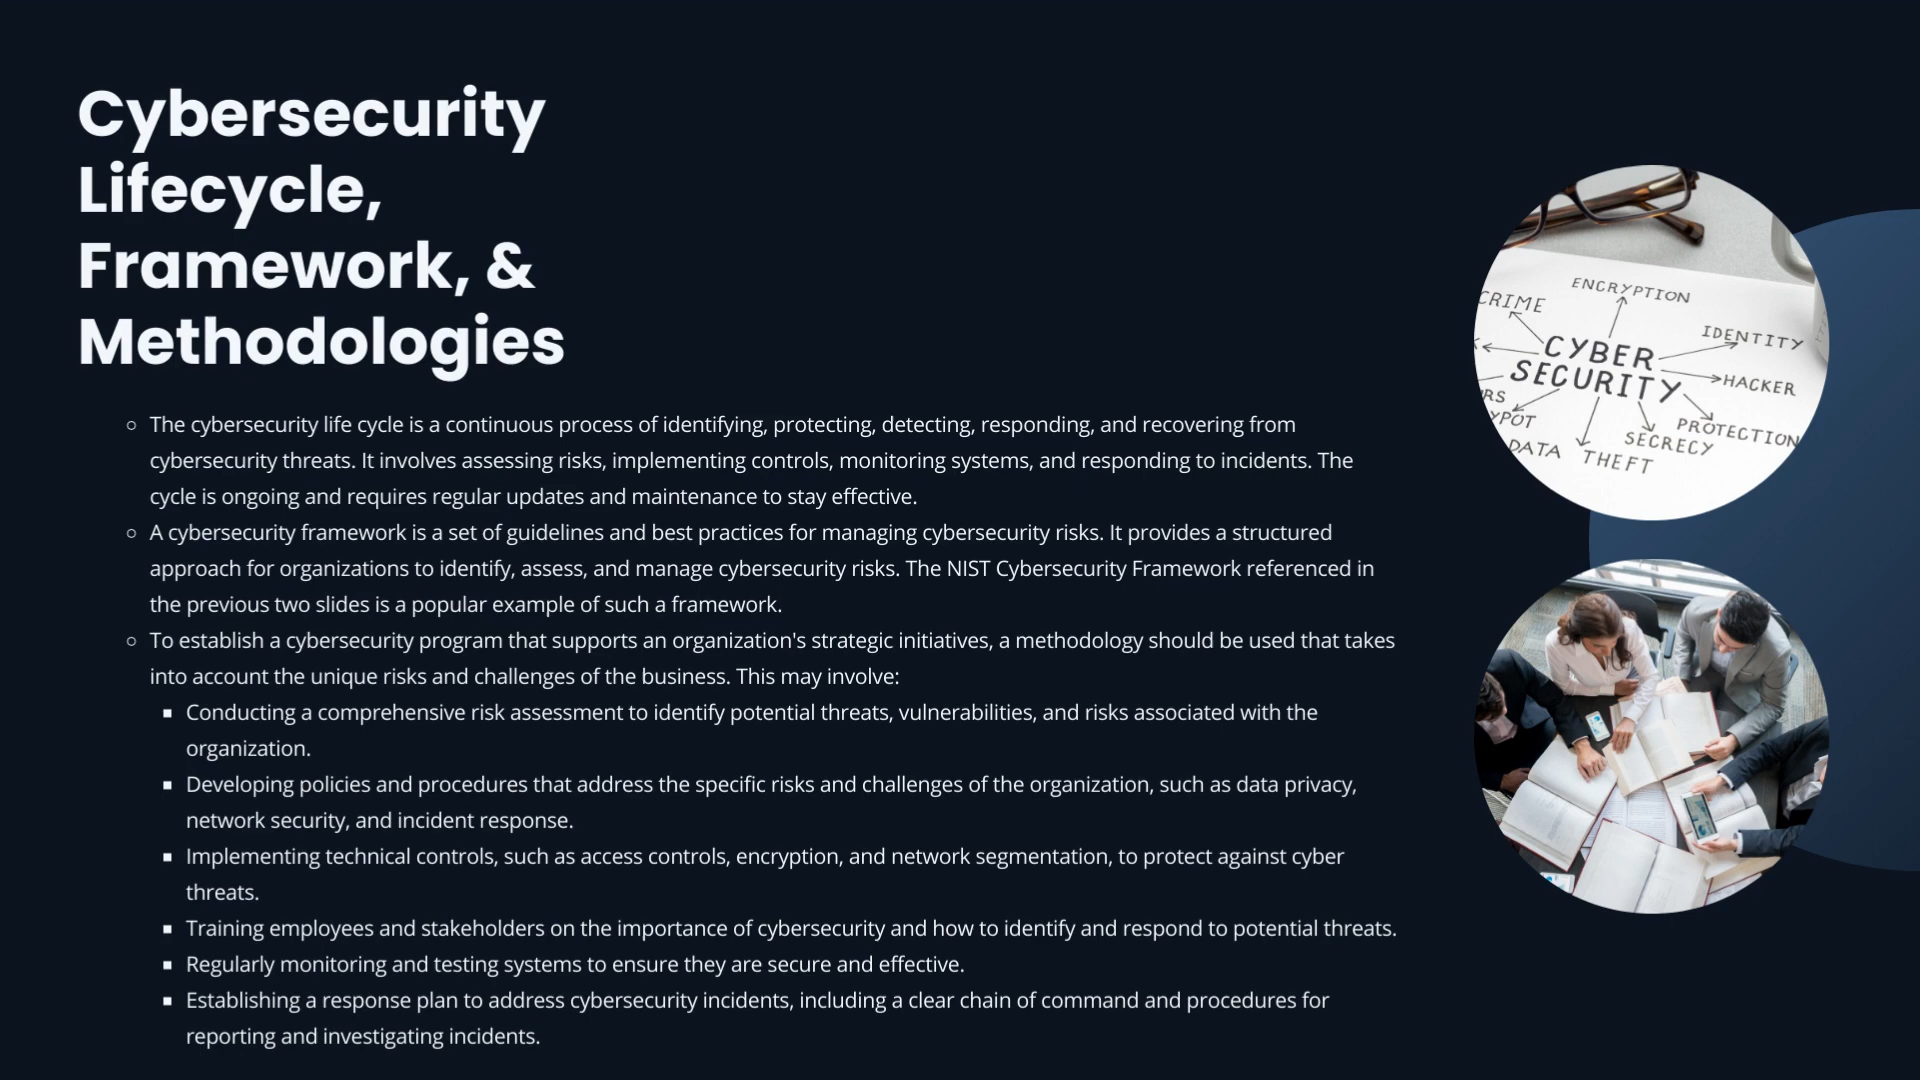 Cybersecurity
Lifecycle,
Framework, &
Methodologies
The cybersecurity life cycle is a continuous process of identifying, protecting, detecting, responding, and recovering from
cybersecurity threats. It involves assessing risks, implementing controls, monitoring systems, and responding to incidents. The
cycle is ongoing and requires regular updates and maintenance to stay effective.
A cybersecurity framework is a set of guidelines and best practices for managing cybersecurity risks. It provides a structured
approach for organizations to identify, assess, and manage cybersecurity risks. The NIST Cybersecurity Framework referenced in
the previous two slides is a popular example of such a framework.
To establish a cybersecurity program that supports an organization's strategic initiatives, a methodology should be used that takes
into account the unique risks and challenges of the business. This may involve:
Conducting a comprehensive risk assessment to identify potential threats, vulnerabilities, and risks associated with the
organization.
Developing policies and procedures that address the specific risks and challenges of the organization, such as data privacy,
network security, and incident response.
Implementing technical controls, such as access controls, encryption, and network segmentation, to protect against cyber
threats.
Training employees and stakeholders on the importance of cybersecurity and how to identify and respond to potential threats.
Regularly monitoring and testing systems to ensure they are secure and effective.
Establishing a response plan to address cybersecurity incidents, including a clear chain of command and procedures for
reporting and investigating incidents.
ENCRYPTION
CRIME
IDENTITY
CYBER
SECURITY
HACKER
PROTECTION
SECRECY
DATA
THEFT